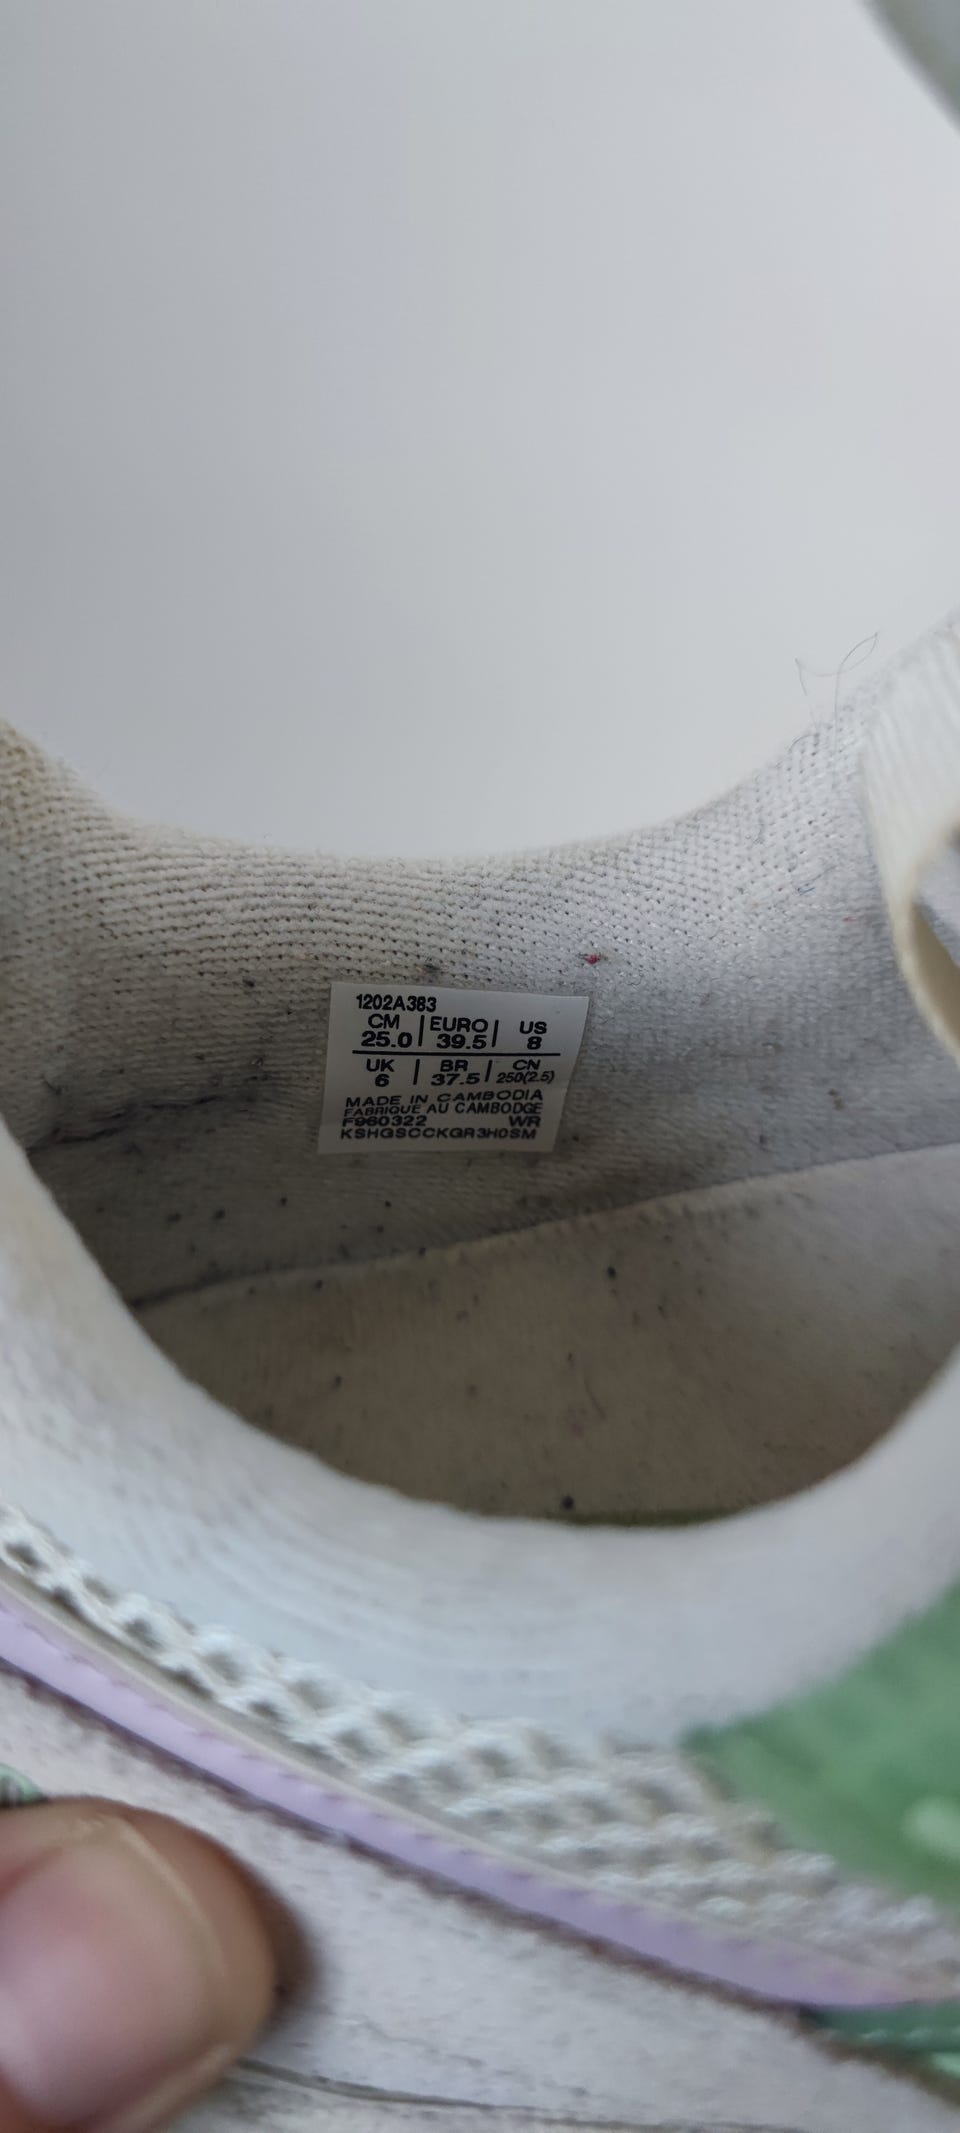 1202A383
CM | EURO | US
25.0 | 39.5 | 8
UK | BR | CN
6 | 37.5 | 250(2.5)
MADE IN CAMBODIA
FABRIQUE AU CAMBODGE
F960322 WR
KSHGSCCKGR3H0SM